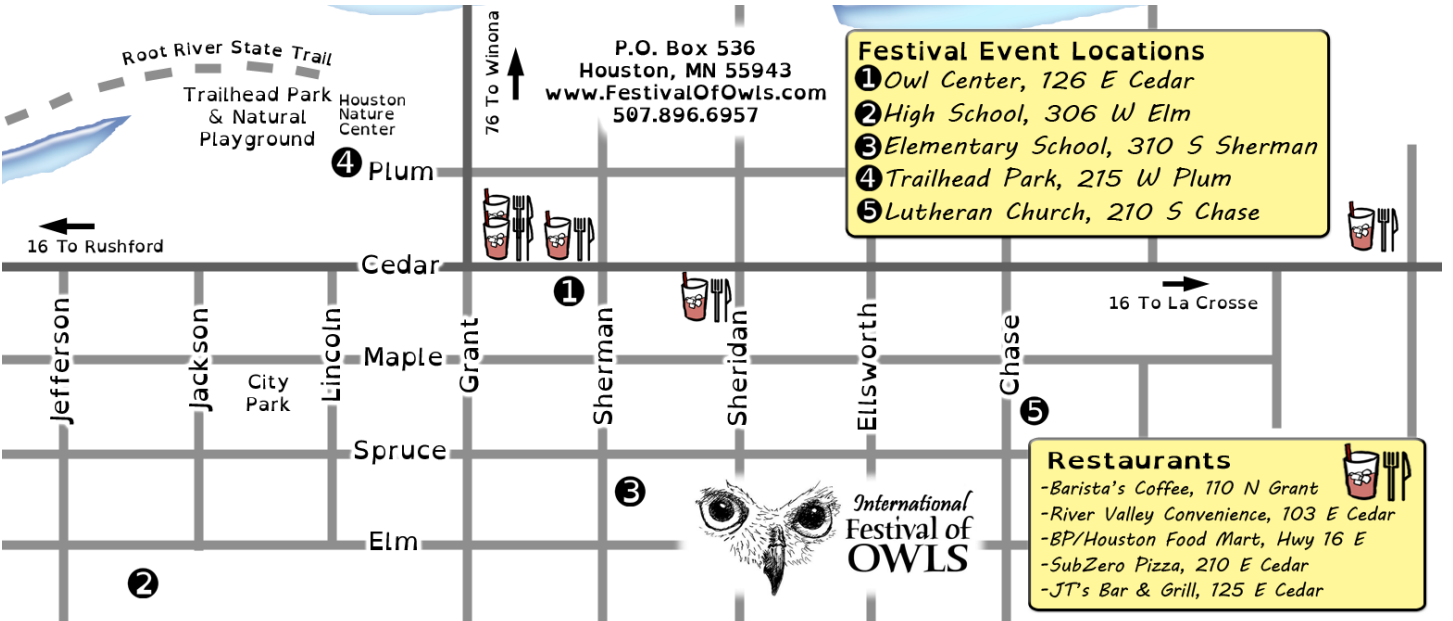 Root River State Trail
Trailhead Park
& Natural
Playground
Houston
Nature
Center
76 To Winona
P.O. Box 536
Houston, MN 55943
www.FestivalOfOwls.com
507.896.6957
Festival Event Locations
1 Owl Center, 126 E Cedar
2 High School, 306 W Elm
3 Elementary School, 310 S Sherman
4 Trailhead Park, 215 W Plum
5 Lutheran Church, 210 S Chase
4
Plum
16 To Rushford
Cedar
1
16 To La Crosse
Jefferson
Jackson
Lincoln
Grant
Sherman
Sheridan
Ellsworth
Chase
Maple
City
Park
5
Spruce
3
International
Festival of
OWLS
Elm
2
Restaurants
-Barista's Coffee, 110 N Grant
-River Valley Convenience, 103 E Cedar
-BP/Houston Food Mart, Hwy 16 E
-SubZero Pizza, 210 E Cedar
-JT's Bar & Grill, 125 E Cedar